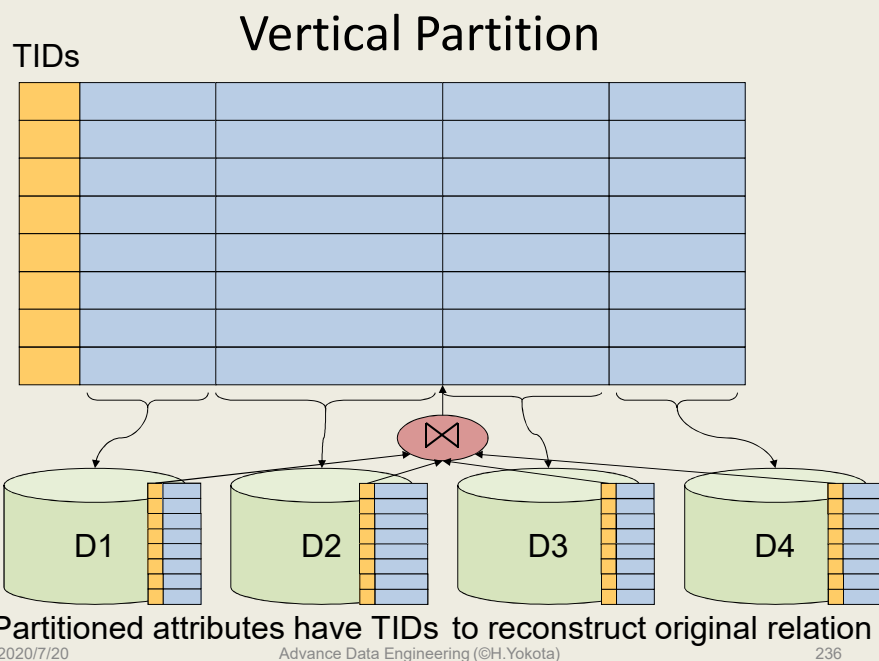 Vertical Partition
TIDs
D1
D2
D3
D4
Partitioned attributes have TIDs to reconstruct original relation
2020/7/20
Advance Data Engineering (©H.Yokota)
236